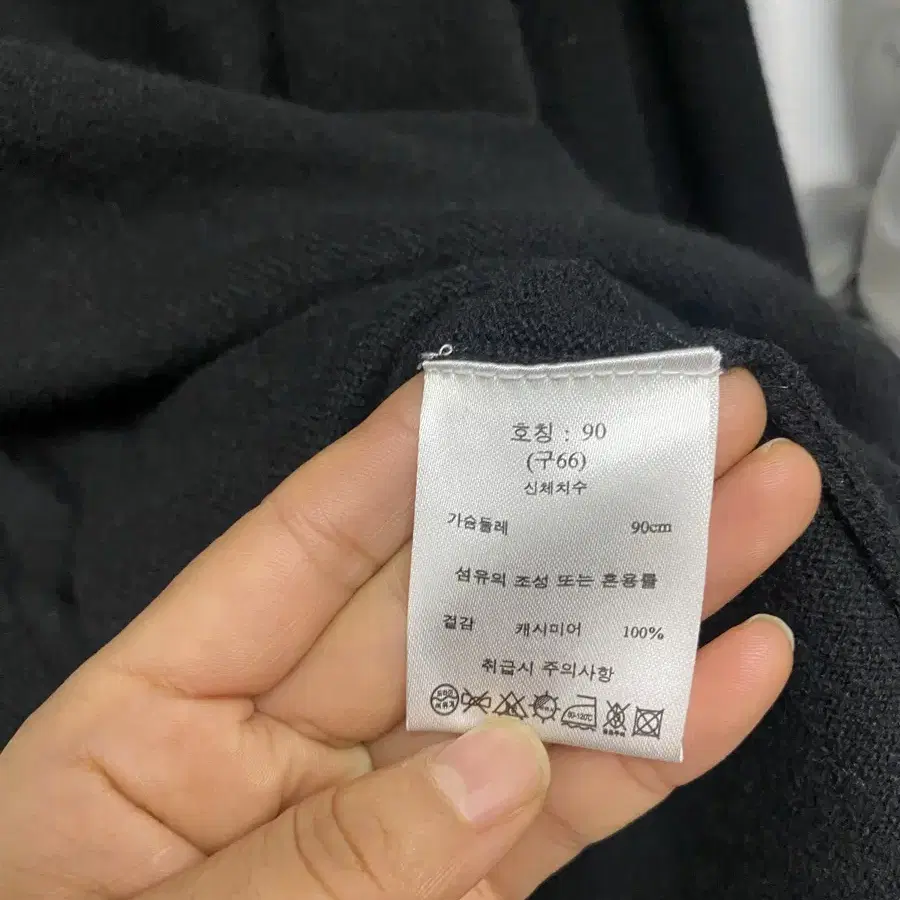 호칭 : 90
(구66)
신체치수
가슴둘레 90cm
섬유의 조성 또는 혼용률
겉감 캐시미어 100%
취급시 주의사항
80-120℃